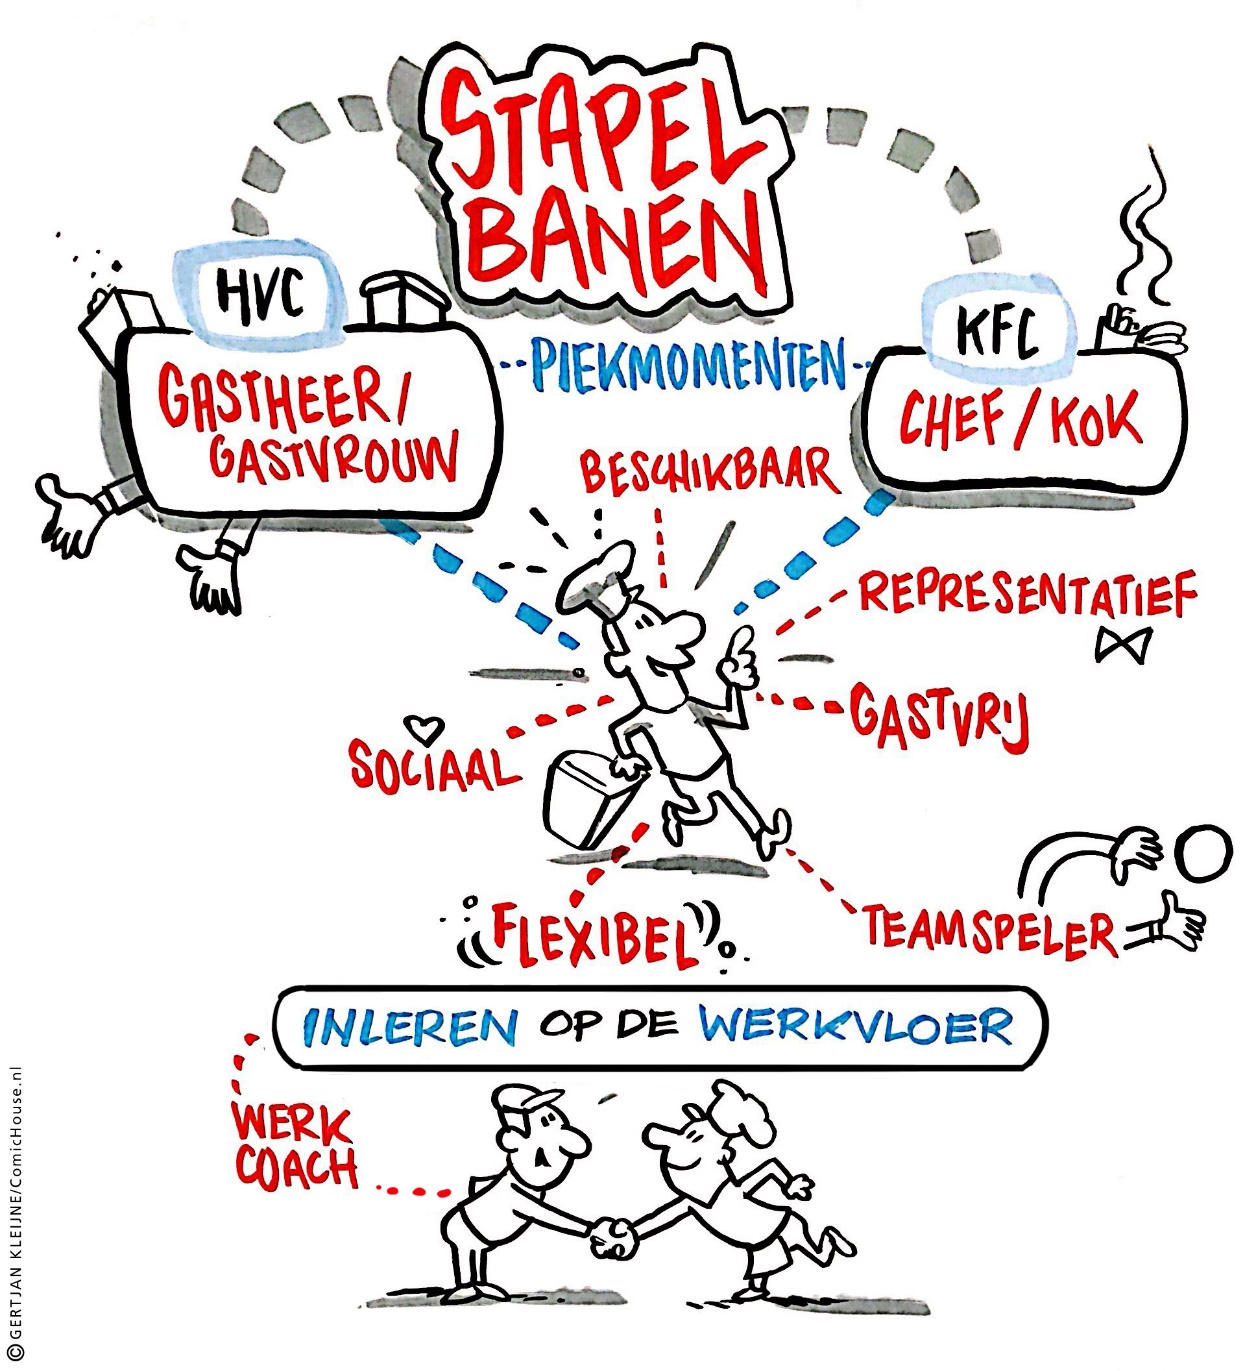 STAPEL
BANEN
HVC
GASTHEER/
GASTVROUW
PIEKMOMENTEN
KFC
CHEF/KOK
BESCHIKBAAR
REPRESENTATIEF
GASTVRIJ
SOCIAAL
FLEXIBEL
TEAMSPELER
INLEREN OP DE WERKVLOER
WERK
COACH
© GERTJAN KLEIJNE/ComicHouse.nl